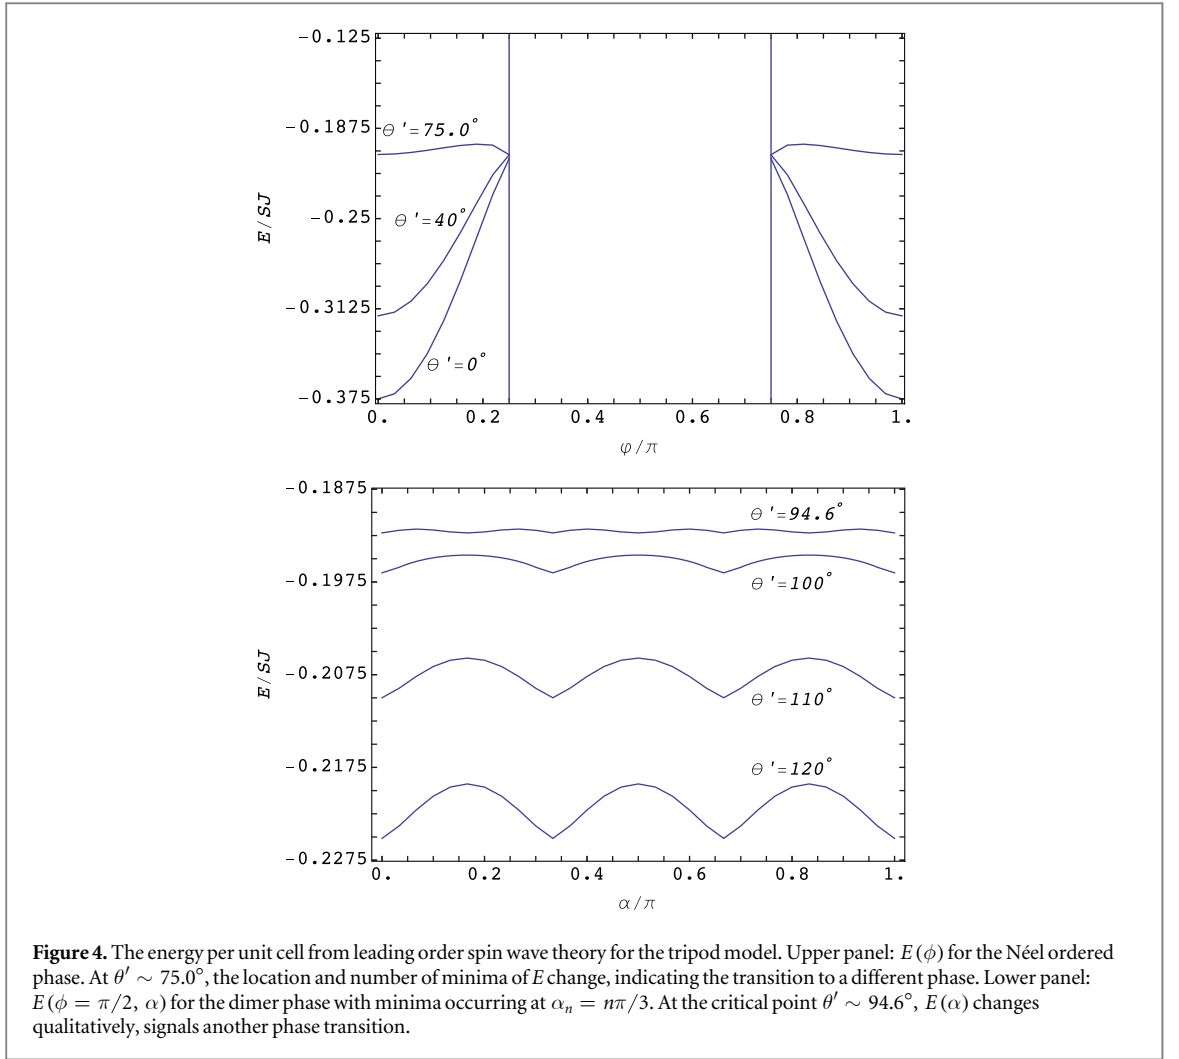 −0.125
−0.1875
−0.25
−0.3125
−0.375
E/SJ
θ'=75.0°
θ'=40°
θ'=0°
0. 0.2 0.4 0.6 0.8 1.
φ/π
−0.1875
−0.1975
−0.2075
−0.2175
−0.2275
E/SJ
θ'=94.6°
θ'=100°
θ'=110°
θ'=120°
0. 0.2 0.4 0.6 0.8 1.
α/π
Figure 4. The energy per unit cell from leading order spin wave theory for the tripod model. Upper panel: E(ϕ) for the Néel ordered
phase. At θ′ ∼ 75.0°, the location and number of minima of E change, indicating the transition to a different phase. Lower panel:
E(ϕ = π/2, α) for the dimer phase with minima occurring at αₙ = nπ/3. At the critical point θ′ ∼ 94.6°, E(α) changes
qualitatively, signals another phase transition.